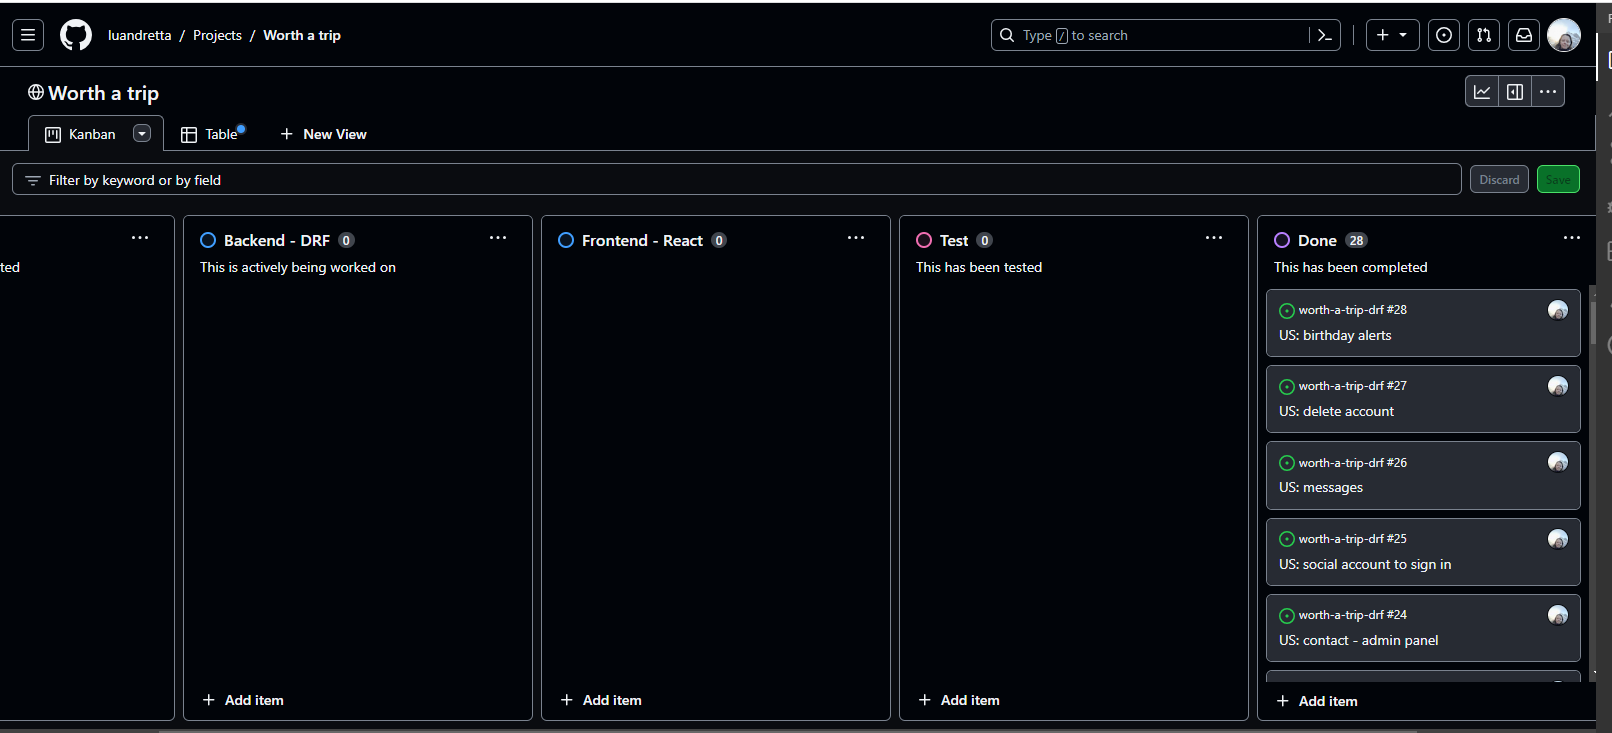 luandretta / Projects / Worth a trip
Type / to search
Worth a trip
Kanban
Table
New View
Filter by keyword or by field
Discard
Save
ted
Backend - DRF 0
This is actively being worked on
Add item
Frontend - React 0
Add item
Test 0
This has been tested
Add item
Done 28
This has been completed
worth-a-trip-drf #28
US: birthday alerts
worth-a-trip-drf #27
US: delete account
worth-a-trip-drf #26
US: messages
worth-a-trip-drf #25
US: social account to sign in
worth-a-trip-drf #24
US: contact - admin panel
Add item